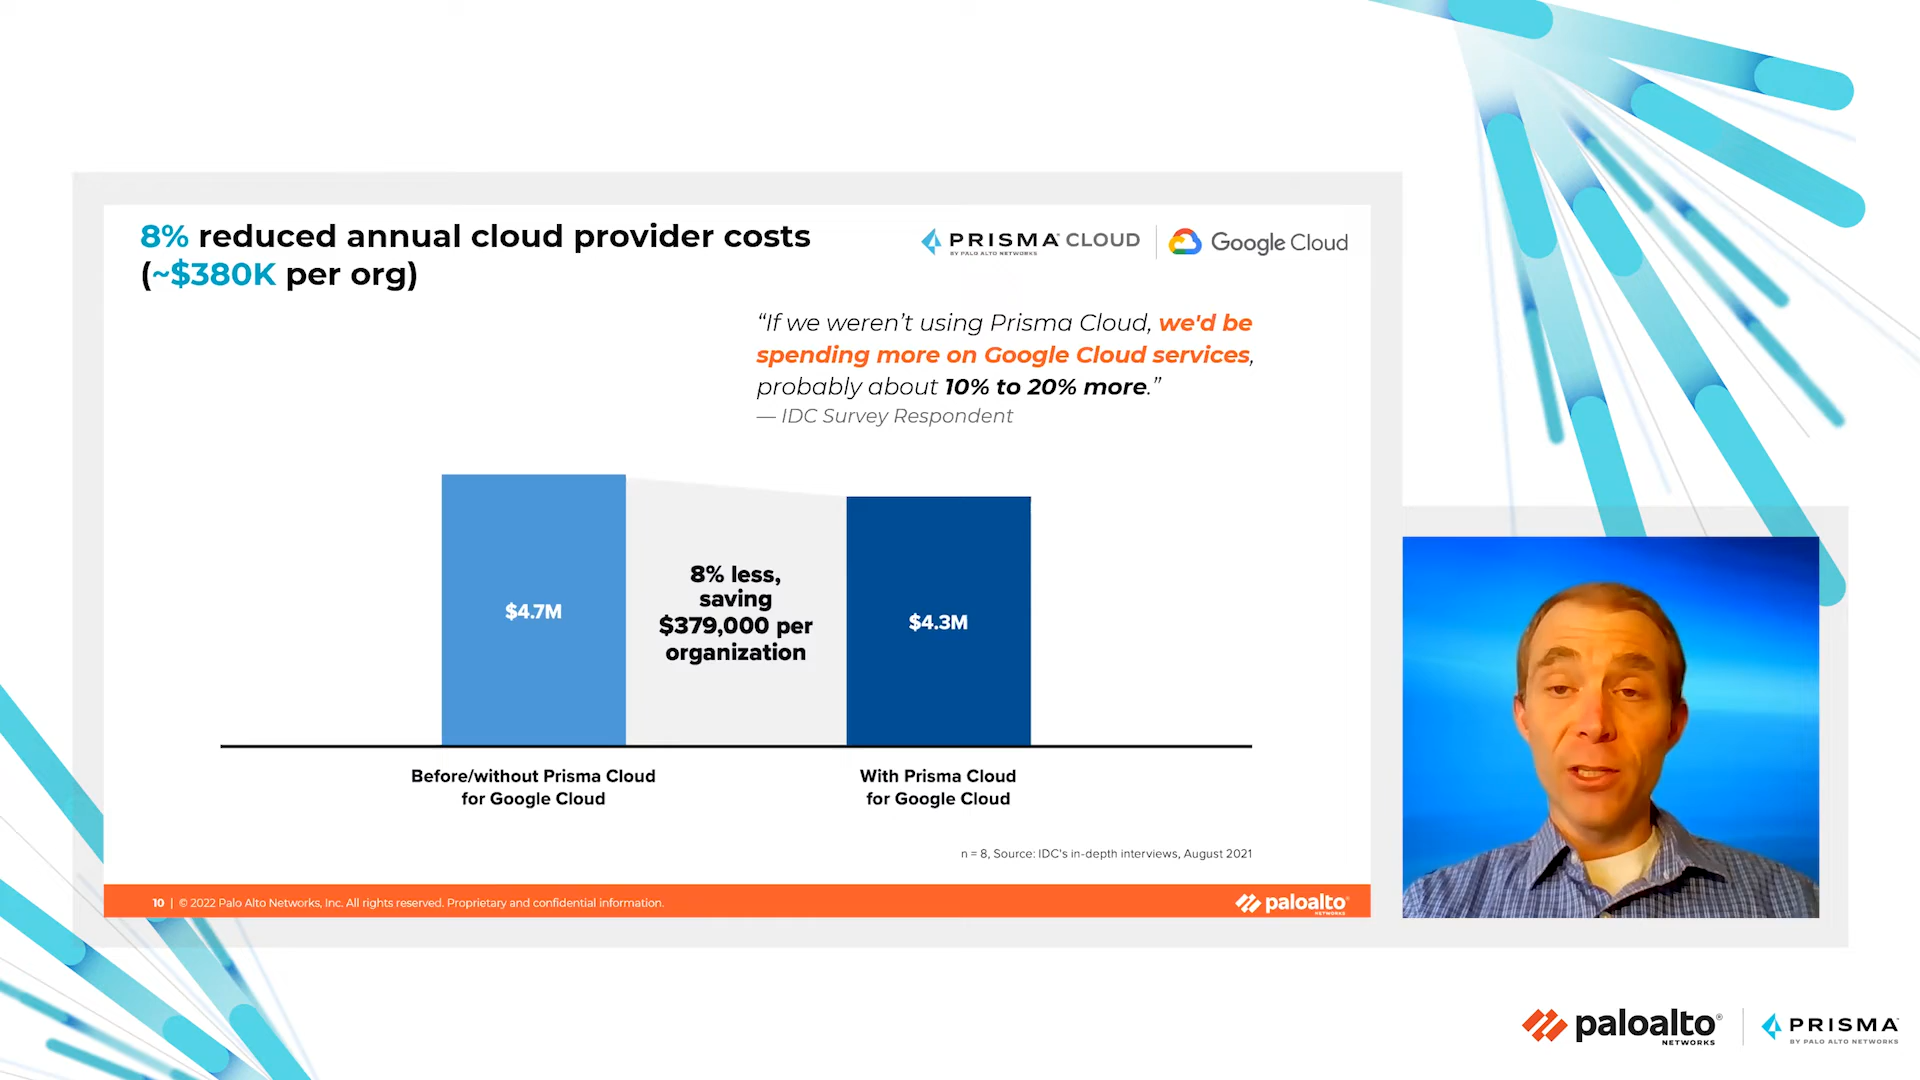 8% reduced annual cloud provider costs
(~$380K per org)
PRISMA CLOUD
BY PALO ALTO NETWORKS
Google Cloud
“If we weren’t using Prisma Cloud, we'd be
spending more on Google Cloud services,
probably about 10% to 20% more.”
— IDC Survey Respondent
$4.7M
8% less,
saving
$379,000 per
organization
$4.3M
Before/without Prisma Cloud
for Google Cloud
With Prisma Cloud
for Google Cloud
n = 8, Source: IDC's in-depth interviews, August 2021
10 | © 2022 Palo Alto Networks, Inc. All rights reserved. Proprietary and confidential information.
paloalto®
NETWORKS
paloalto®
NETWORKS
PRISMA™
BY PALO ALTO NETWORKS